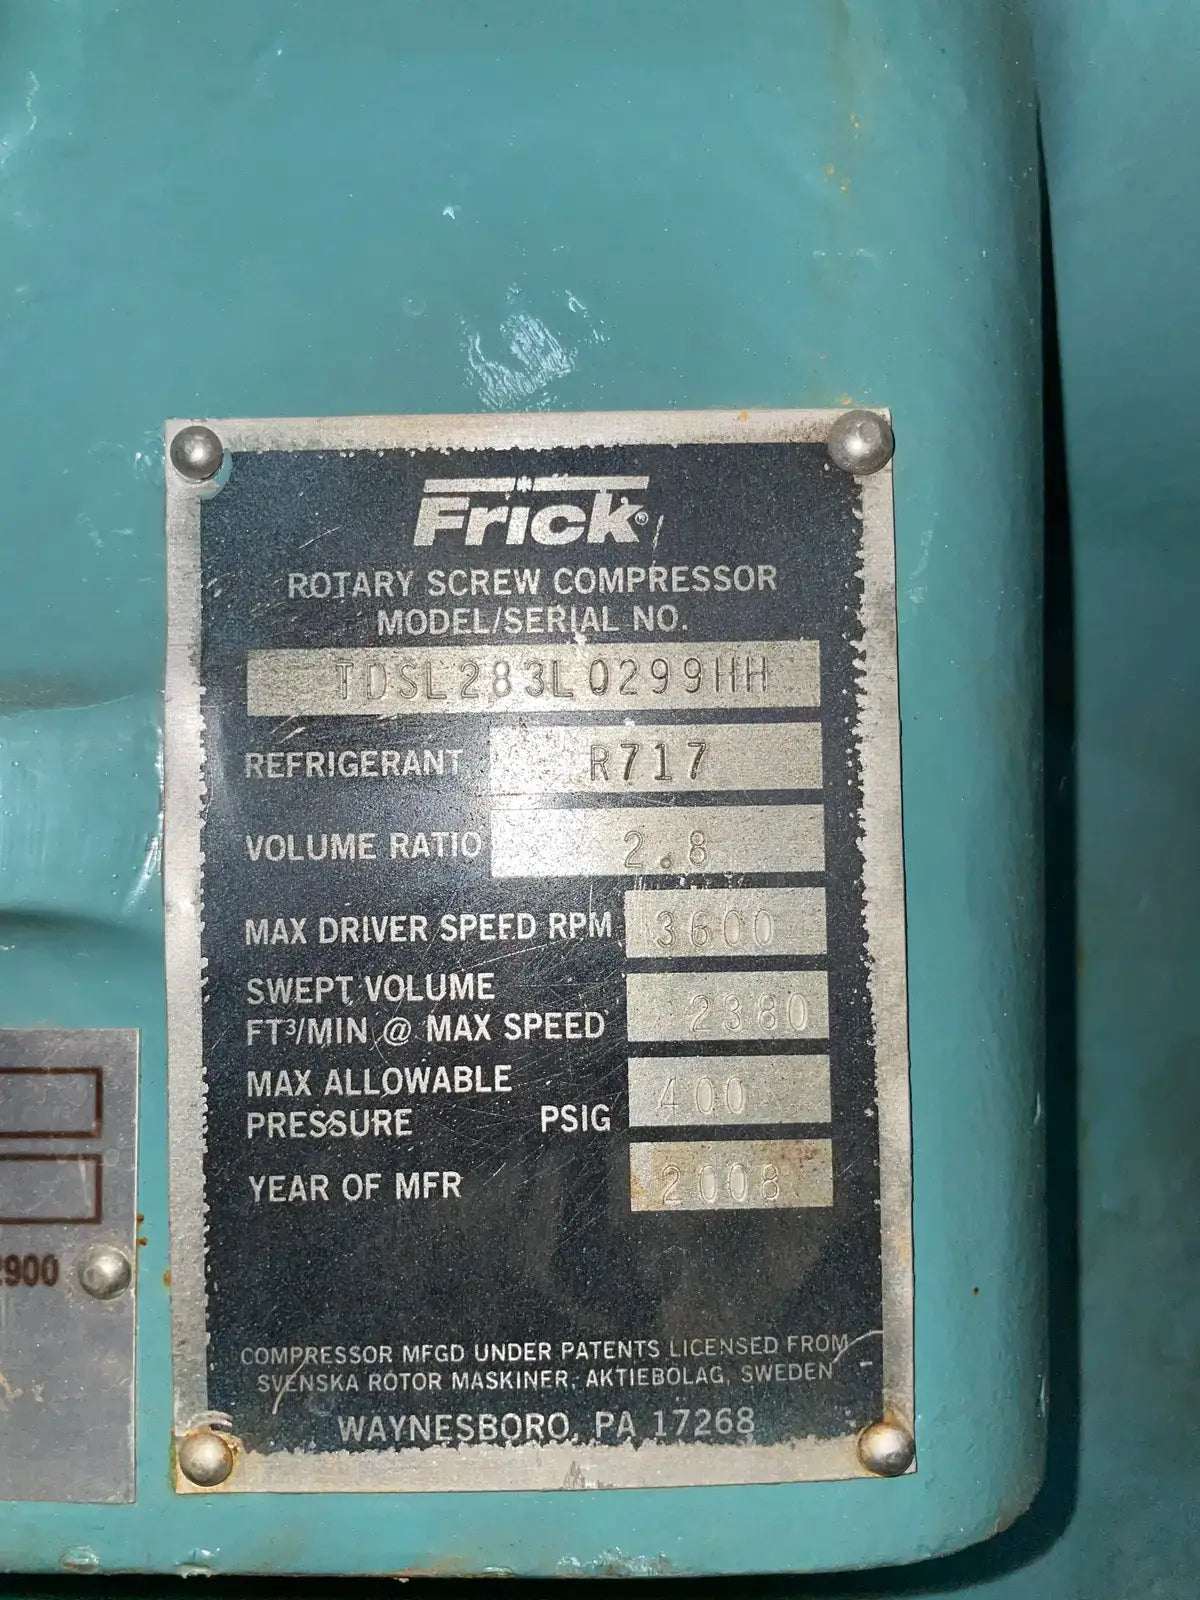 Frick®
ROTARY SCREW COMPRESSOR
MODEL/SERIAL NO.
TDSL283L0299HH
REFRIGERANT R717
VOLUME RATIO 2.8
MAX DRIVER SPEED RPM 3600
SWEPT VOLUME
FT³/MIN @ MAX SPEED 2380
MAX ALLOWABLE
PRESSURE PSIG 400
YEAR OF MFR 2008
COMPRESSOR MFGD UNDER PATENTS LICENSED FROM
SVENSKA ROTOR MASKINER, AKTIEBOLAG, SWEDEN
WAYNESBORO, PA 17268
2900